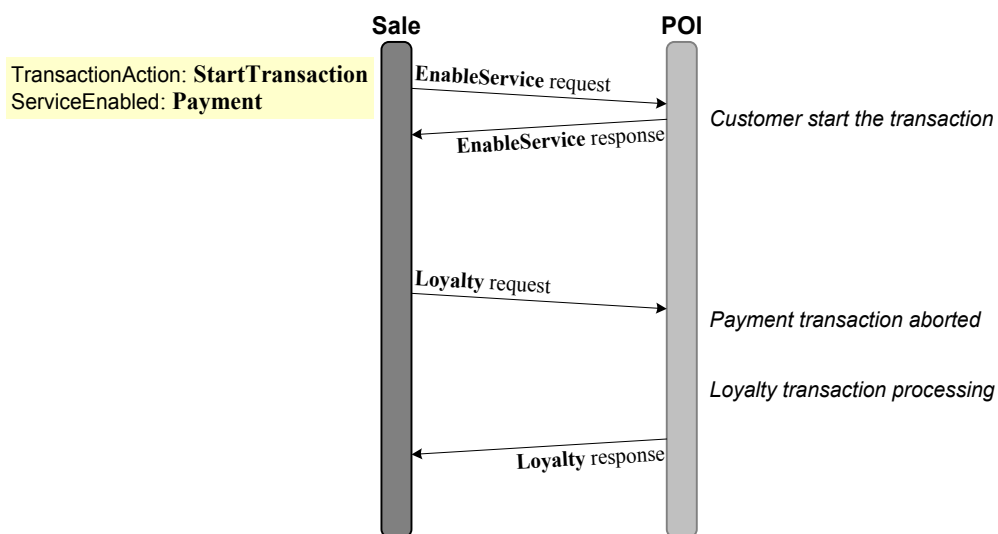 Sale
POI
TransactionAction: StartTransaction
ServiceEnabled: Payment
EnableService request
Customer start the transaction
EnableService response
Loyalty request
Payment transaction aborted
Loyalty transaction processing
Loyalty response